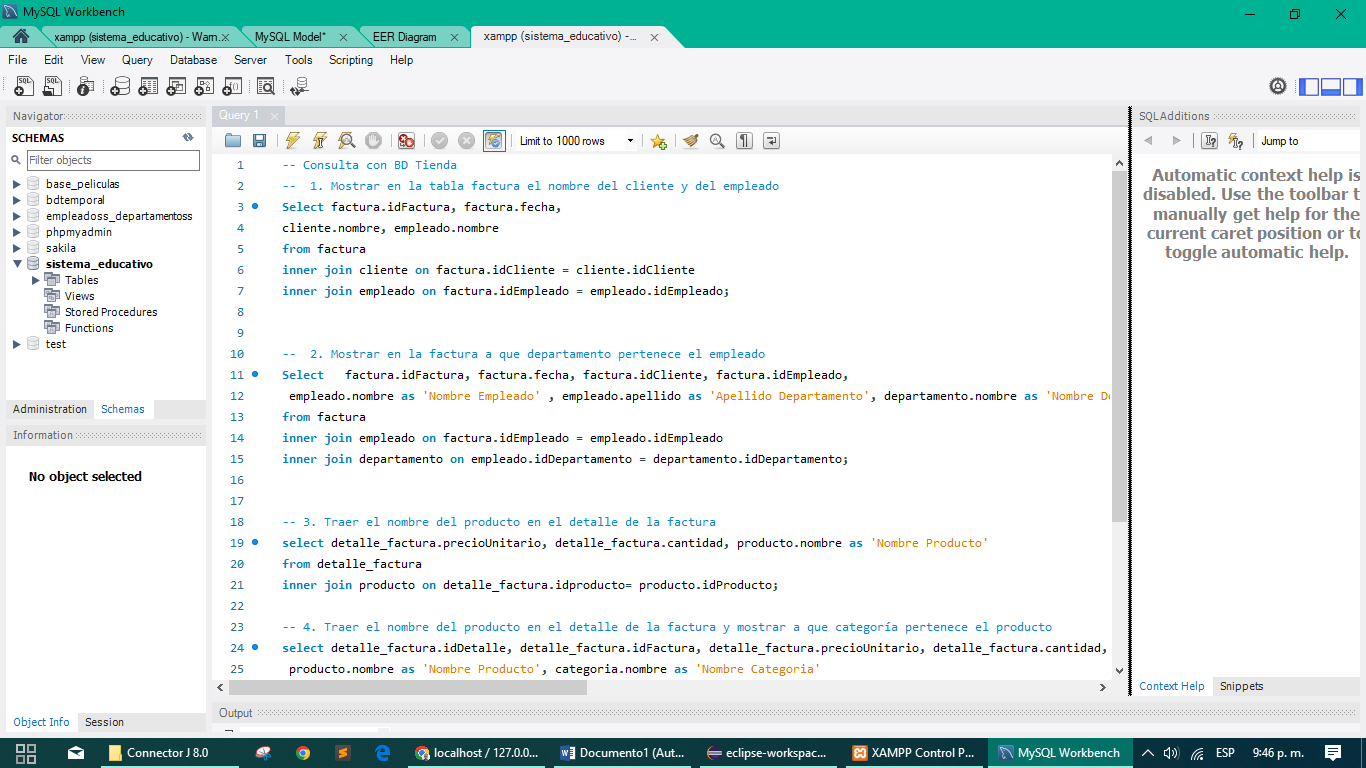 MySQL Workbench
xampp (sistema_educativo) - Warn...
MySQL Model*
EER Diagram
xampp (sistema_educativo) -...
File Edit View Query Database Server Tools Scripting Help
Navigator
SCHEMAS
Filter objects
base_peliculas
bdtemporal
empleadoss_departamentoss
phpmyadmin
sakila
sistema_educativo
Tables
Views
Stored Procedures
Functions
test
Administration Schemas
Information
No object selected
Object Info Session
Query 1
Limit to 1000 rows
1 -- Consulta con BD Tienda
2 --  1. Mostrar en la tabla factura el nombre del cliente y del empleado
3 Select factura.idFactura, factura.fecha,
4 cliente.nombre, empleado.nombre
5 from factura
6 inner join cliente on factura.idCliente = cliente.idCliente
7 inner join empleado on factura.idEmpleado = empleado.idEmpleado;
8
9
10 --  2. Mostrar en la factura a que departamento pertenece el empleado
11 Select   factura.idFactura, factura.fecha, factura.idCliente, factura.idEmpleado,
12  empleado.nombre as 'Nombre Empleado' , empleado.apellido as 'Apellido Departamento', departamento.nombre as 'Nombre De
13 from factura
14 inner join empleado on factura.idEmpleado = empleado.idEmpleado
15 inner join departamento on empleado.idDepartamento = departamento.idDepartamento;
16
17
18 -- 3. Traer el nombre del producto en el detalle de la factura
19 select detalle_factura.precioUnitario, detalle_factura.cantidad, producto.nombre as 'Nombre Producto'
20 from detalle_factura
21 inner join producto on detalle_factura.idproducto= producto.idProducto;
22
23 -- 4. Traer el nombre del producto en el detalle de la factura y mostrar a que categoría pertenece el producto
24 select detalle_factura.idDetalle, detalle_factura.idFactura, detalle_factura.precioUnitario, detalle_factura.cantidad,
25  producto.nombre as 'Nombre Producto', categoria.nombre as 'Nombre Categoria'
Output
SQLAdditions
Jump to
Automatic context help is
disabled. Use the toolbar t
manually get help for the
current caret position or to
toggle automatic help.
Context Help Snippets
Connector J 8.0
localhost / 127.0.0...
Documento1 (Aut...
eclipse-workspac...
XAMPP Control P...
MySQL Workbench
ESP
9:46 p. m.